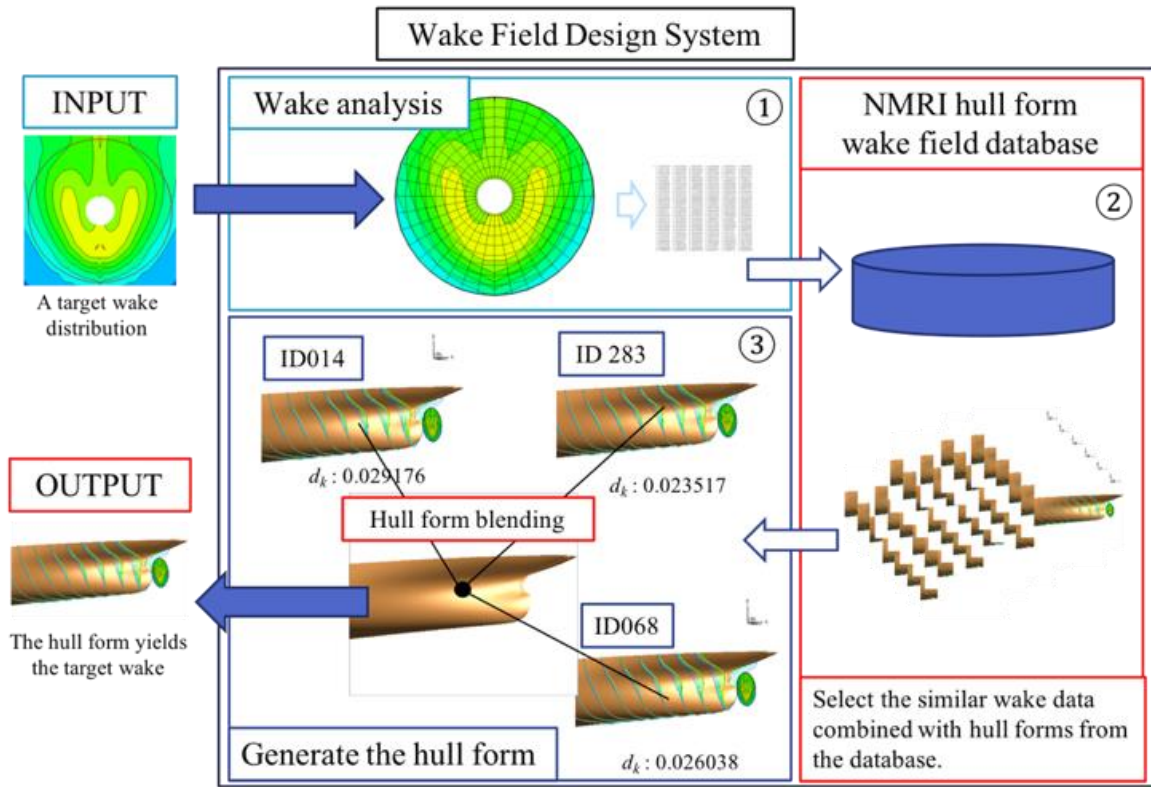 Wake Field Design System
INPUT
A target wake
distribution
Wake analysis
①
NMRI hull form
wake field database
②
Select the similar wake data
combined with hull forms from
the database.
③
ID014
d_k : 0.029176
ID 283
d_k : 0.023517
Hull form blending
ID068
d_k : 0.026038
Generate the hull form
OUTPUT
The hull form yields
the target wake